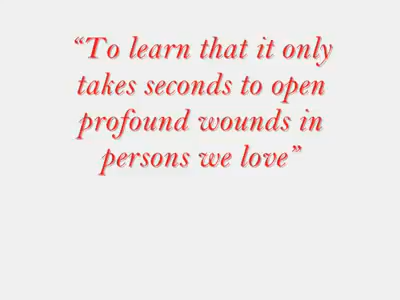 “To learn that it only
takes seconds to open
profound wounds in
persons we love”